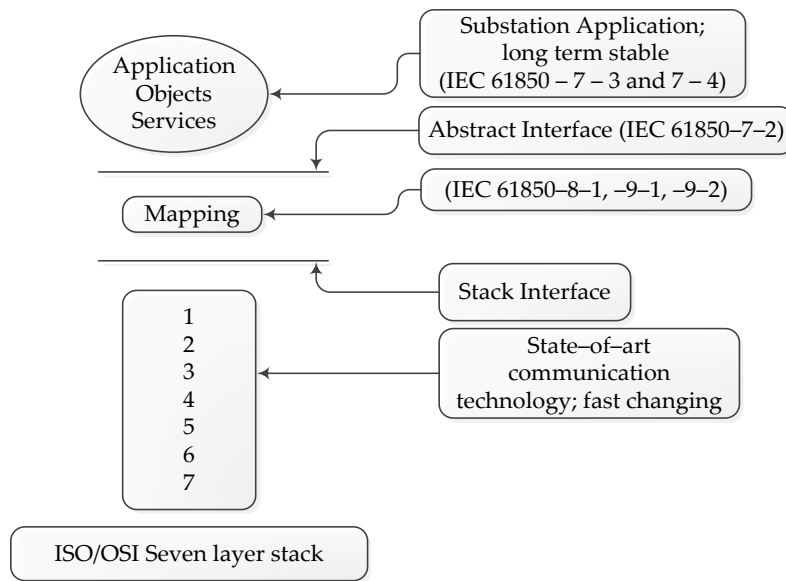 Application
Objects
Services
Substation Application;
long term stable
(IEC 61850 – 7 – 3 and 7 – 4)
Abstract Interface (IEC 61850–7–2)
Mapping
(IEC 61850–8–1, –9–1, –9–2)
Stack Interface
1
2
3
4
5
6
7
State–of–art
communication
technology; fast changing
ISO/OSI Seven layer stack